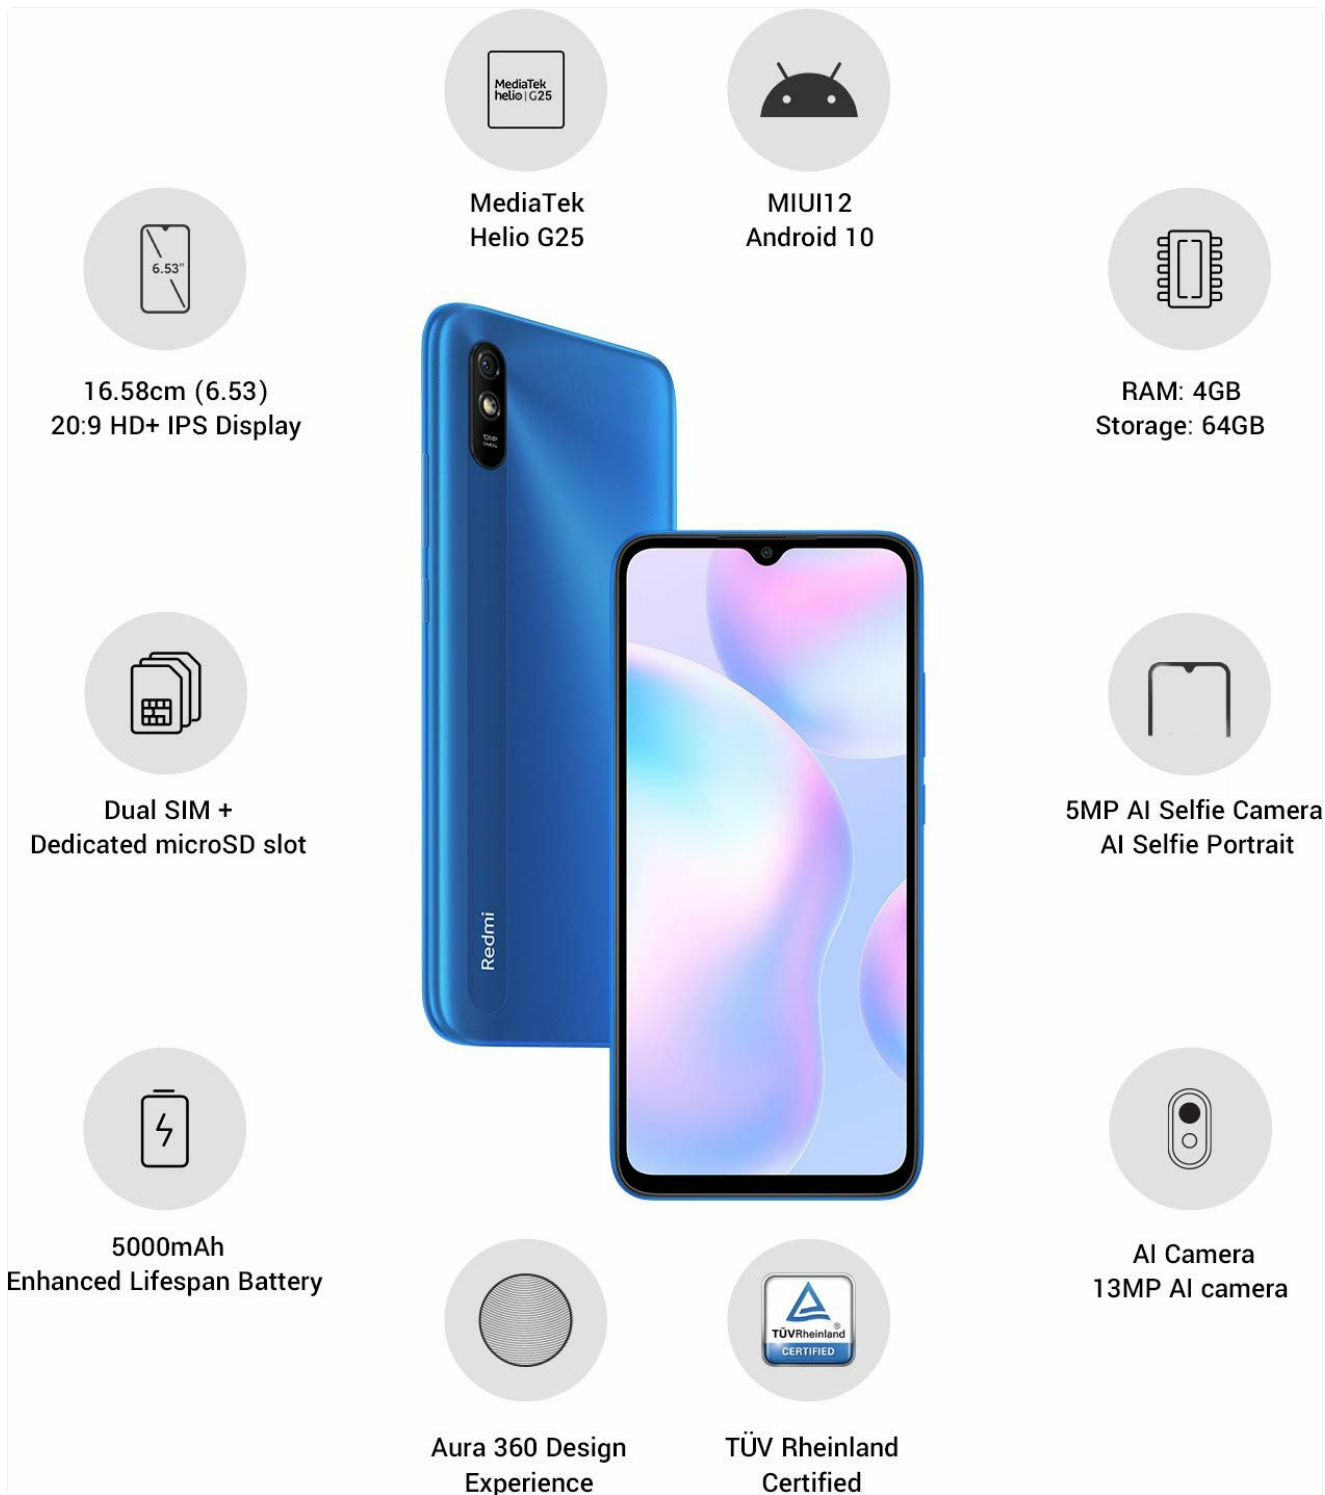 MediaTek
helio | G25
MediaTek
Helio G25
MIUI12
Android 10
6.53"
16.58cm (6.53)
20:9 HD+ IPS Display
RAM: 4GB
Storage: 64GB
Dual SIM +
Dedicated microSD slot
5MP AI Selfie Camera
AI Selfie Portrait
Redmi
5000mAh
Enhanced Lifespan Battery
AI Camera
13MP AI camera
Aura 360 Design
Experience
TÜVRheinland®
CERTIFIED
TÜV Rheinland
Certified